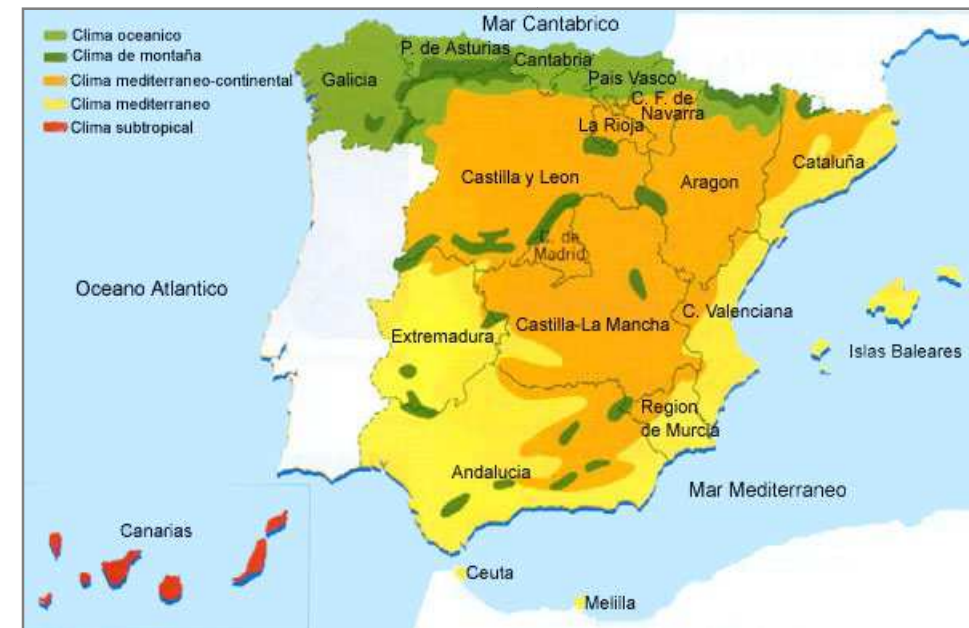 Mar Cantabrico
Clima oceanico
Clima de montaña
Clima mediterraneo-continental
Clima mediterraneo
Clima subtropical
P. de Asturias
Cantabria
Galicia
Pais Vasco
C. F. de
Navarra
La Rioja
Cataluña
Castilla y Leon
Aragon
C. de
Madrid
Oceano Atlantico
C. Valenciana
Extremadura
Castilla-La Mancha
Islas Baleares
Region
de Murcia
Andalucia
Mar Mediterraneo
Canarias
Ceuta
Melilla